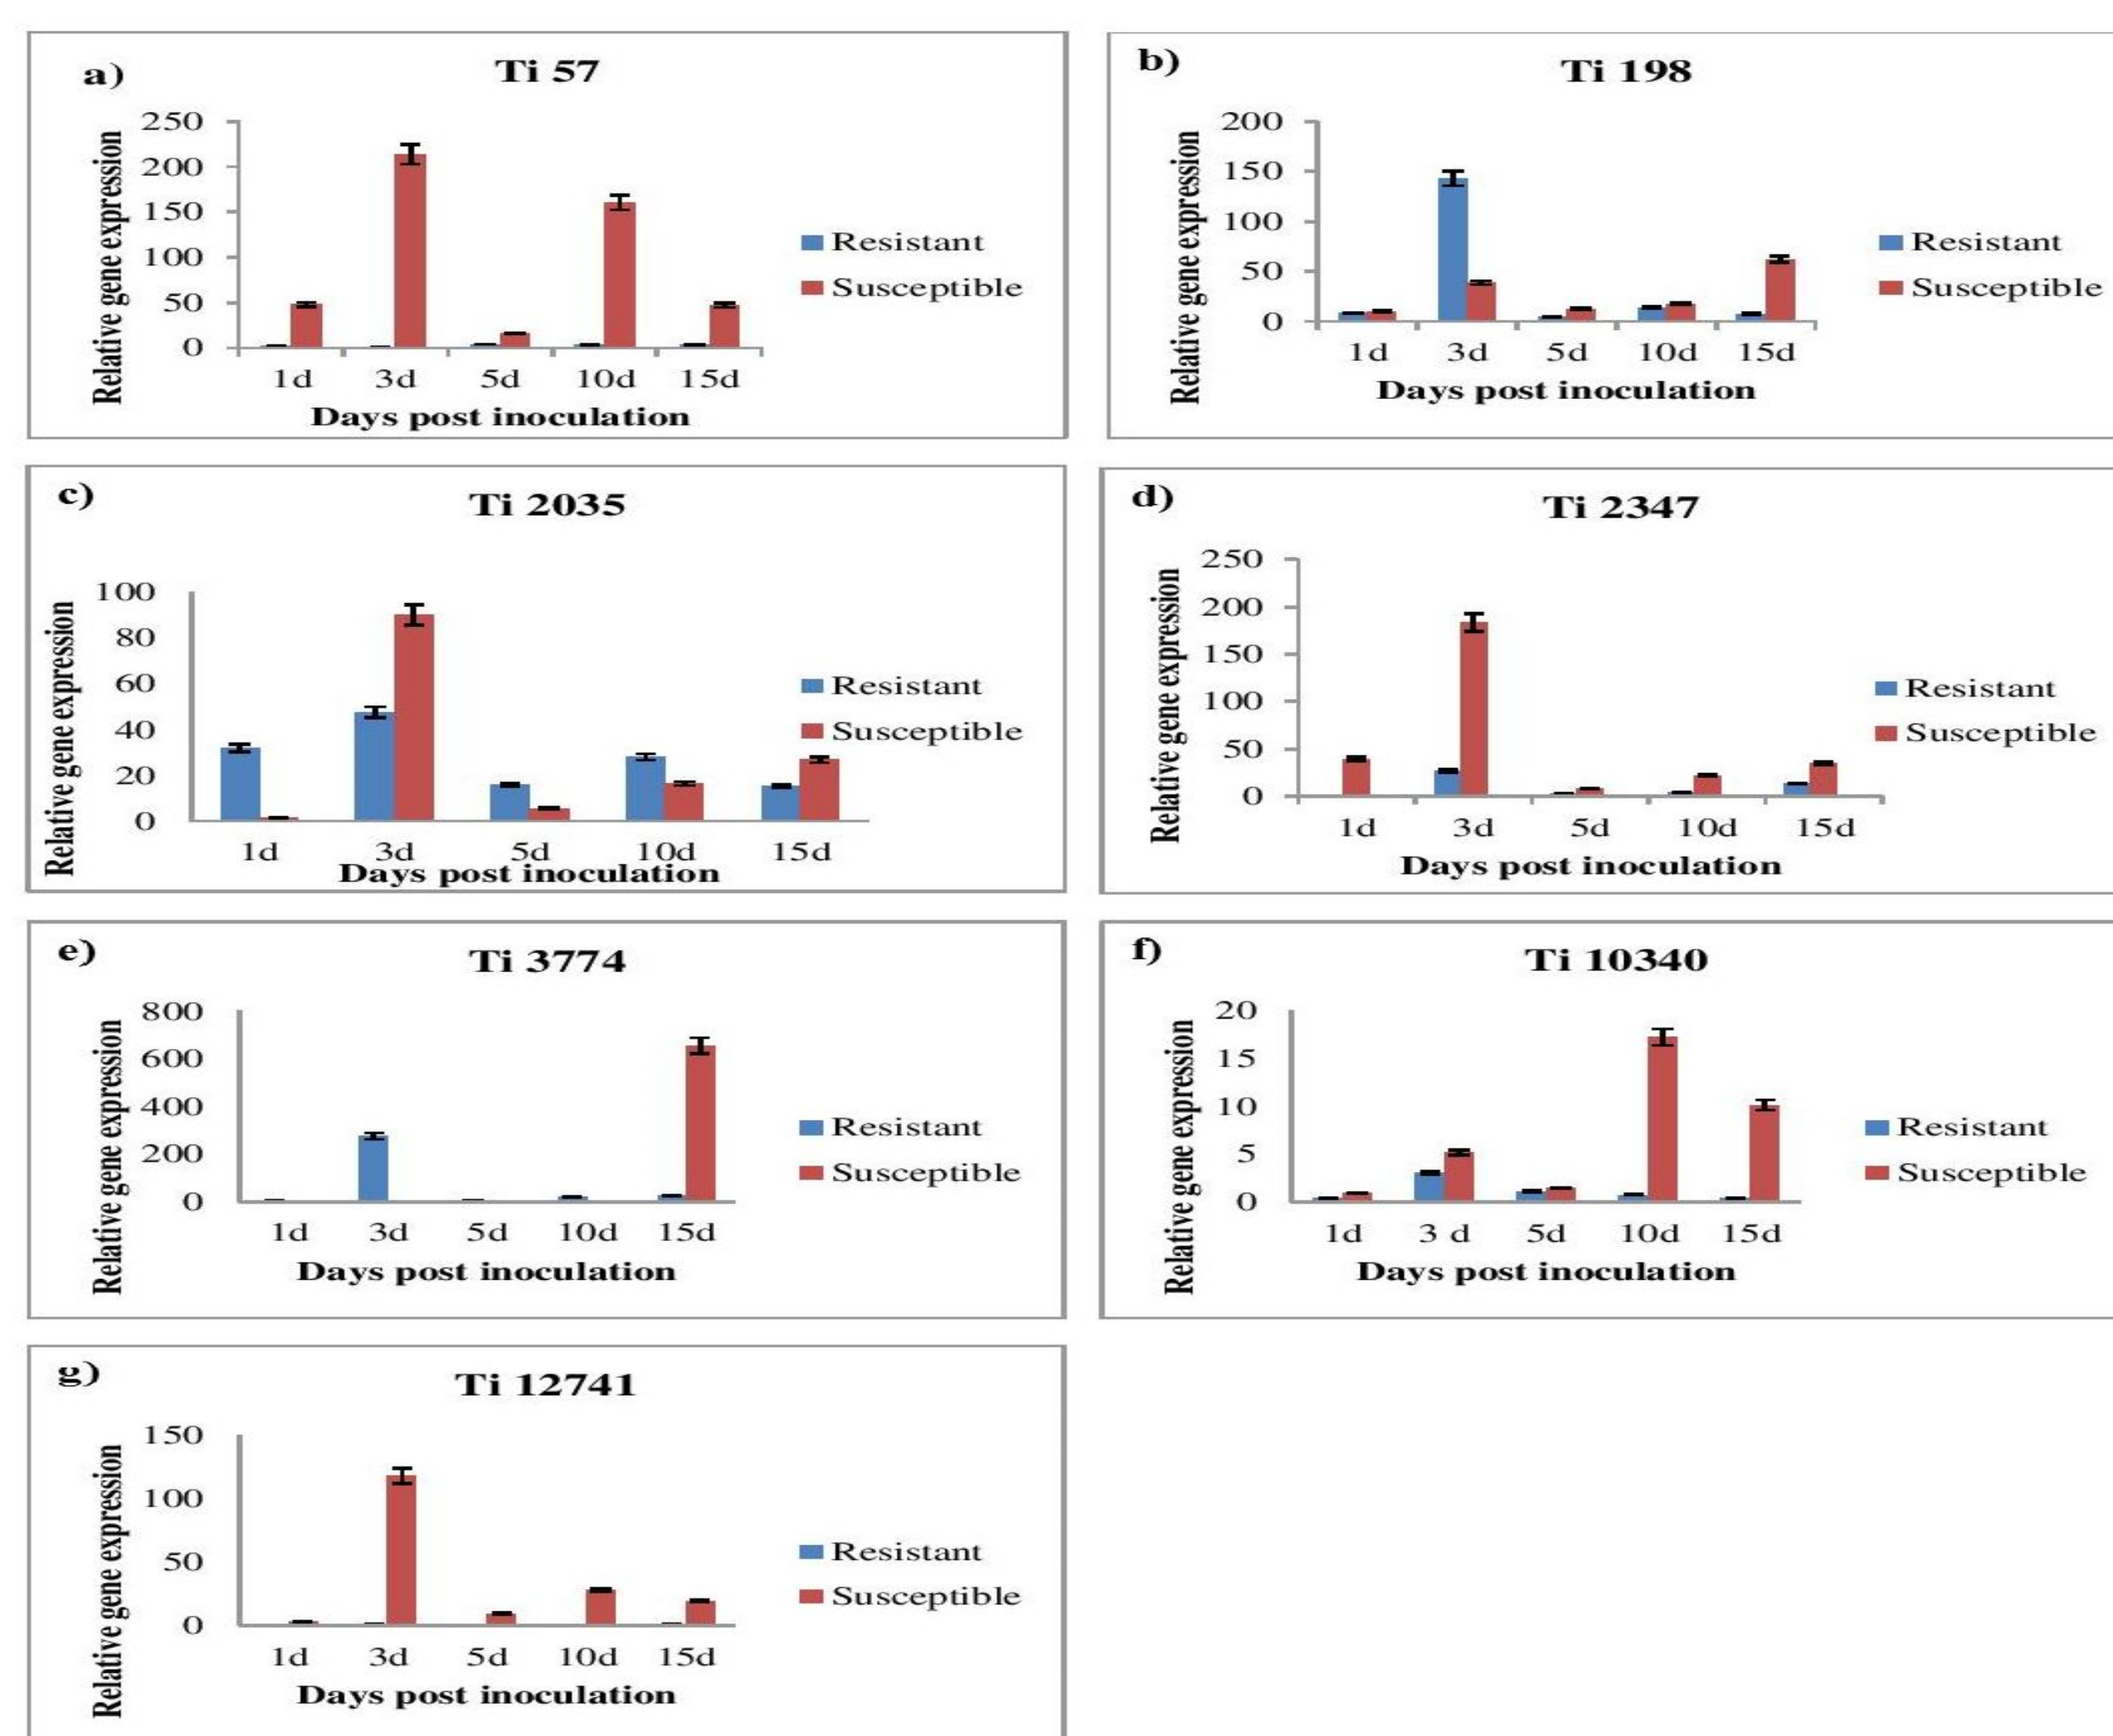 a)
Ti 57
Relative gene expression
250
200
150
100
50
0
1d 3d 5d 10d 15d
Days post inoculation
Resistant
Susceptible
b)
Ti 198
Relative gene expression
200
150
100
50
0
1d 3d 5d 10d 15d
Days post inoculation
Resistant
Susceptible
c)
Ti 2035
Relative gene expression
100
80
60
40
20
0
1d 3d 5d 10d 15d
Days post inoculation
Resistant
Susceptible
d)
Ti 2347
Relative gene expression
250
200
150
100
50
0
1d 3d 5d 10d 15d
Days post inoculation
Resistant
Susceptible
e)
Ti 3774
Relative gene expression
800
600
400
200
0
1d 3d 5d 10d 15d
Days post inoculation
Resistant
Susceptible
f)
Ti 10340
Relative gene expression
20
15
10
5
0
1d 3 d 5d 10d 15d
Days post inoculation
Resistant
Susceptible
g)
Ti 12741
Relative gene expression
150
100
50
0
1d 3d 5d 10d 15d
Days post inoculation
Resistant
Susceptible